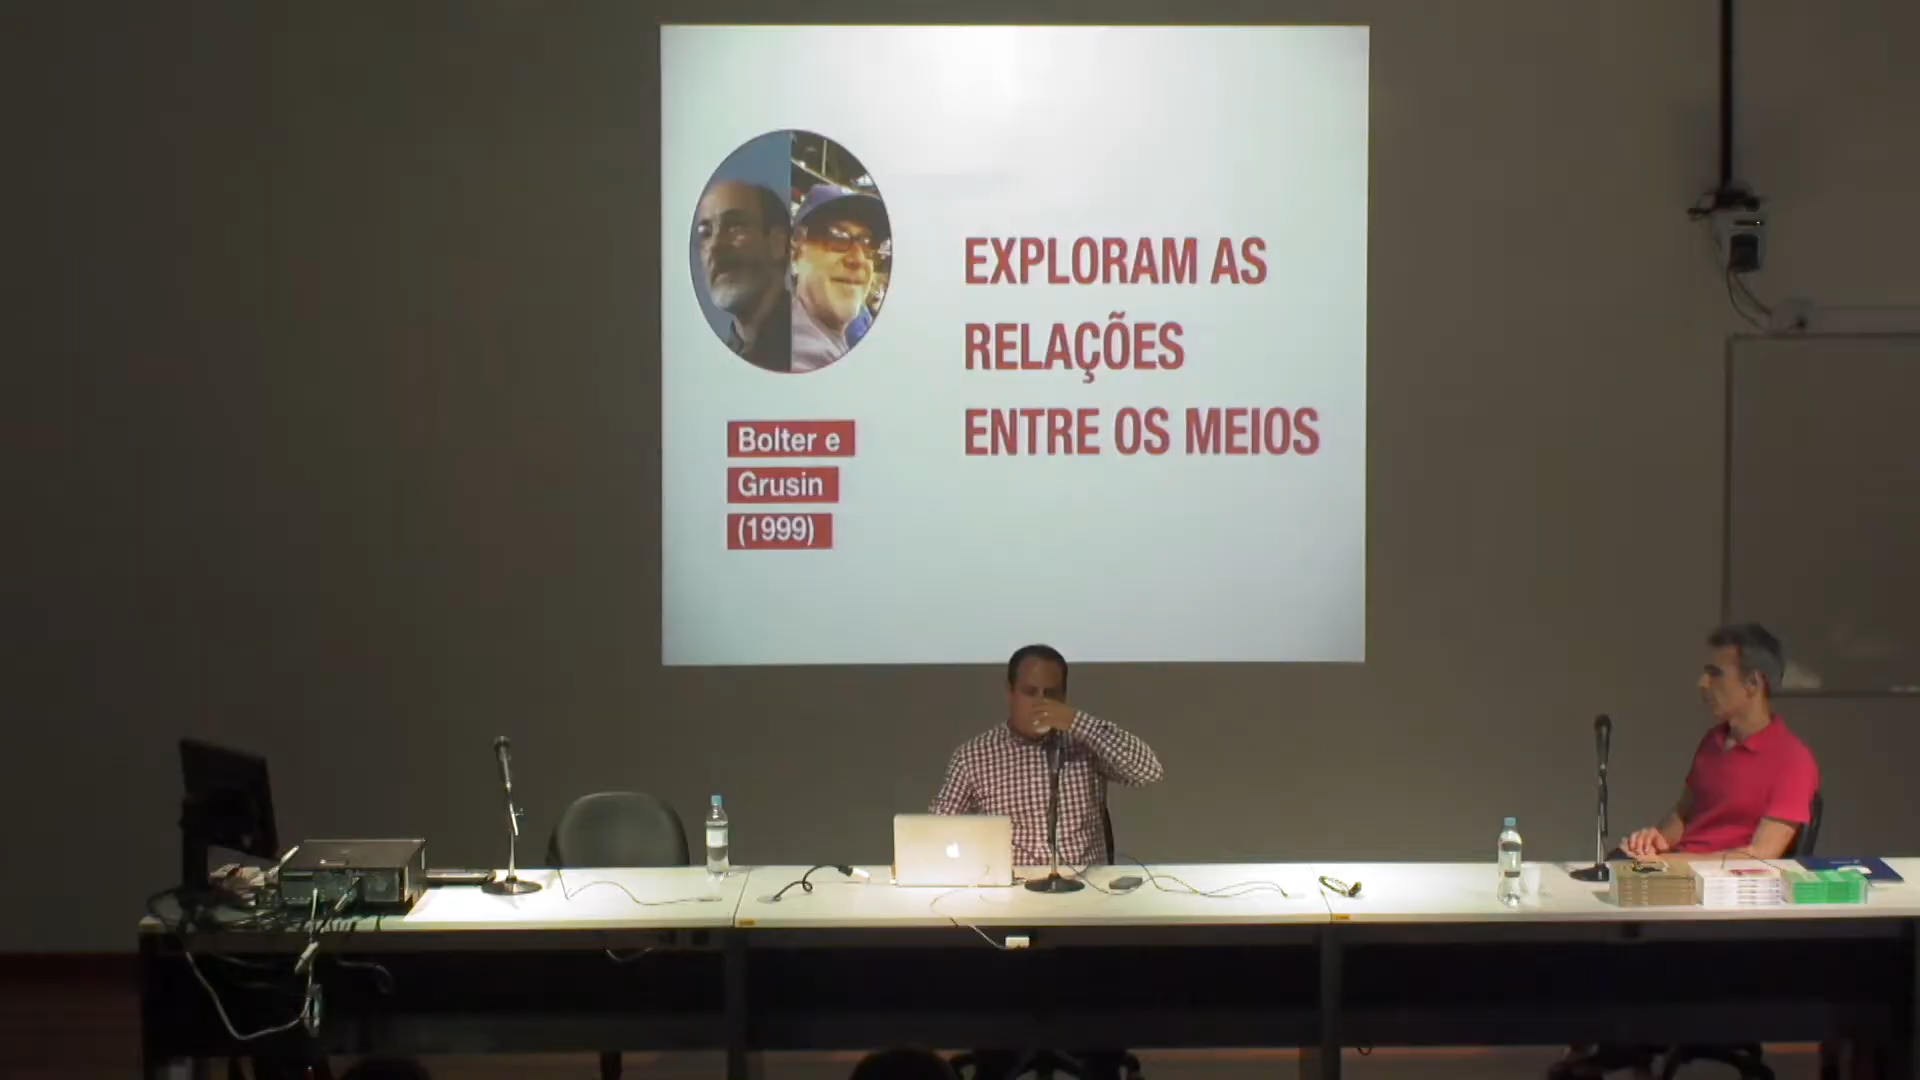 Bolter e
Grusin
(1999)
EXPLORAM AS
RELAÇÕES
ENTRE OS MEIOS